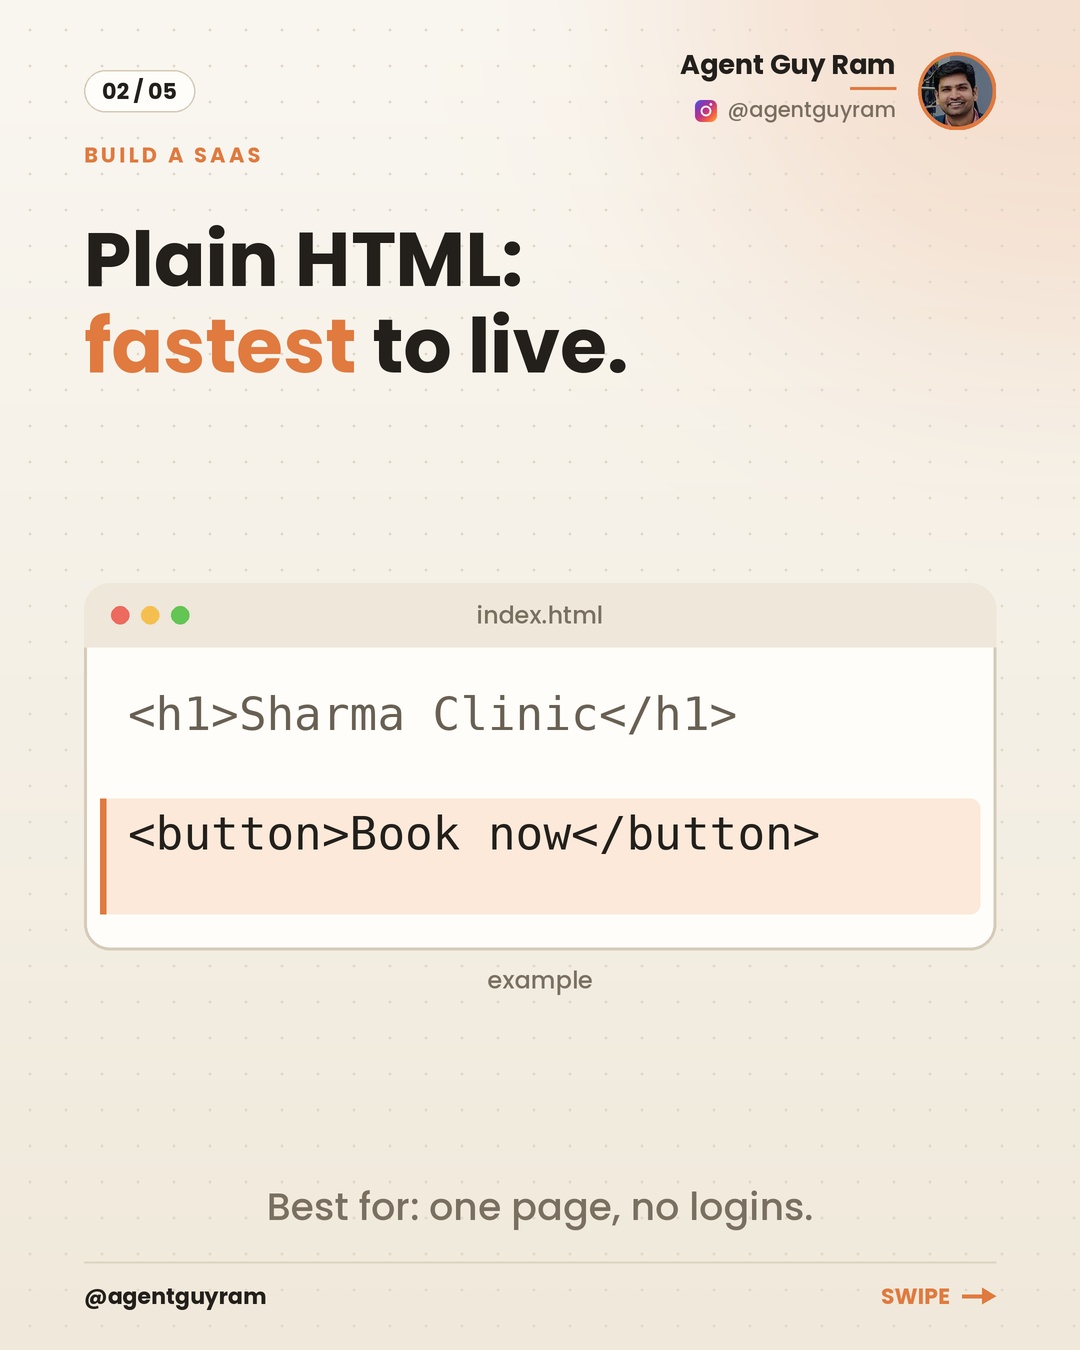 02 / 05
Agent Guy Ram
@agentguyram
BUILD A SAAS
Plain HTML:
fastest to live.
index.html
<h1>Sharma Clinic</h1>
<button>Book now</button>
example
Best for: one page, no logins.
@agentguyram
SWIPE →